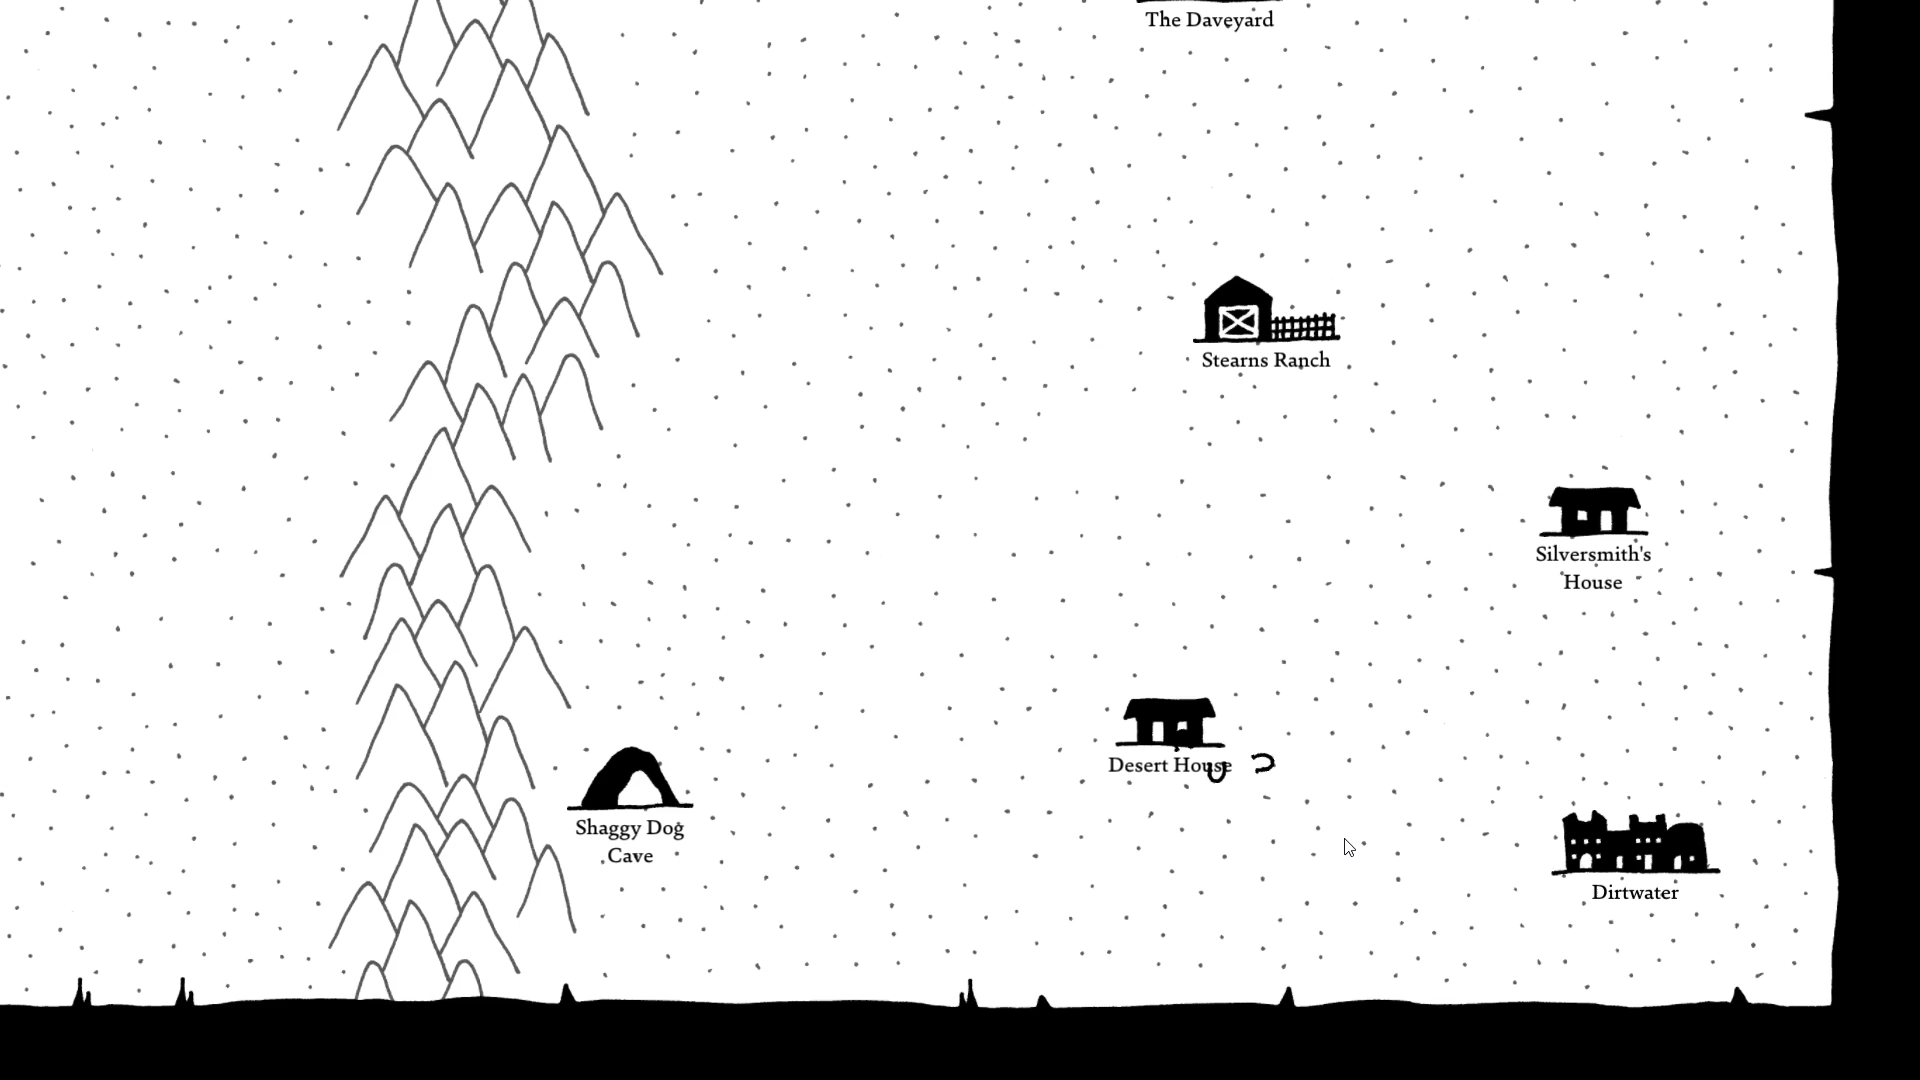 The Daveyard
Stearns Ranch
Silversmith's
House
Desert House
Shaggy Dog
Cave
Dirtwater